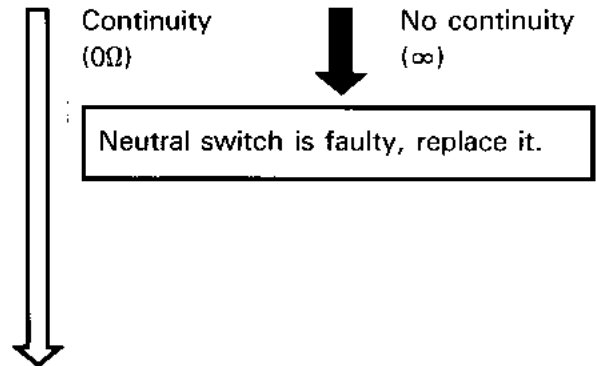 Continuity
(0Ω)
No continuity
(∞)
Neutral switch is faulty, replace it.